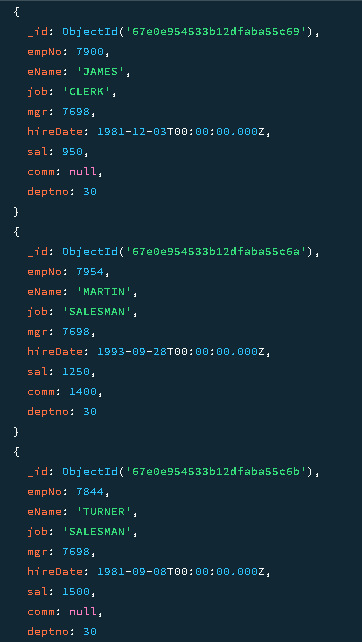 {
_id: ObjectId('67e0e954533b12dfaba55c69'),
empNo: 7900,
eName: 'JAMES',
job: 'CLERK',
mgr: 7698,
hireDate: 1981-12-03T00:00:00.000Z,
sal: 950,
comm: null,
deptno: 30
}
{
_id: ObjectId('67e0e954533b12dfaba55c6a'),
empNo: 7954,
eName: 'MARTIN',
job: 'SALESMAN',
mgr: 7698,
hireDate: 1993-09-28T00:00:00.000Z,
sal: 1250,
comm: 1400,
deptno: 30
}
{
_id: ObjectId('67e0e954533b12dfaba55c6b'),
empNo: 7844,
eName: 'TURNER',
job: 'SALESMAN',
mgr: 7698,
hireDate: 1981-09-08T00:00:00.000Z,
sal: 1500,
comm: null,
deptno: 30